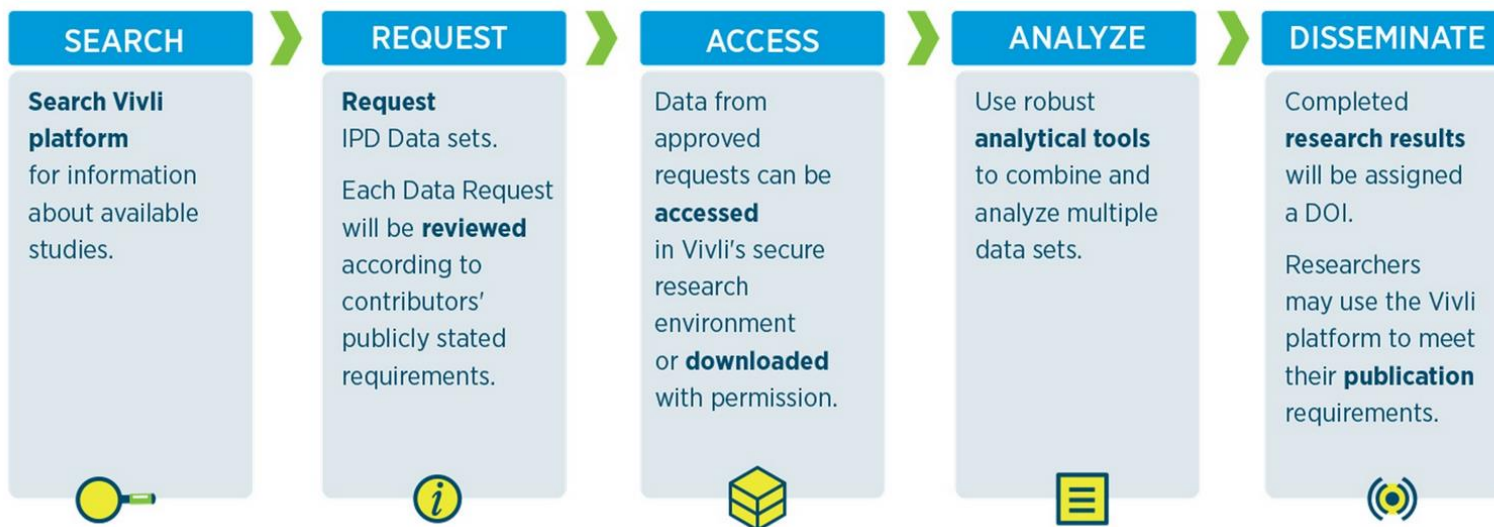 SEARCH
Search Vivli
platform
for information
about available
studies.
REQUEST
Request
IPD Data sets.
Each Data Request
will be reviewed
according to
contributors'
publicly stated
requirements.
ACCESS
Data from
approved
requests can be
accessed
in Vivli's secure
research
environment
or downloaded
with permission.
ANALYZE
Use robust
analytical tools
to combine and
analyze multiple
data sets.
DISSEMINATE
Completed
research results
will be assigned
a DOI.
Researchers
may use the Vivli
platform to meet
their publication
requirements.